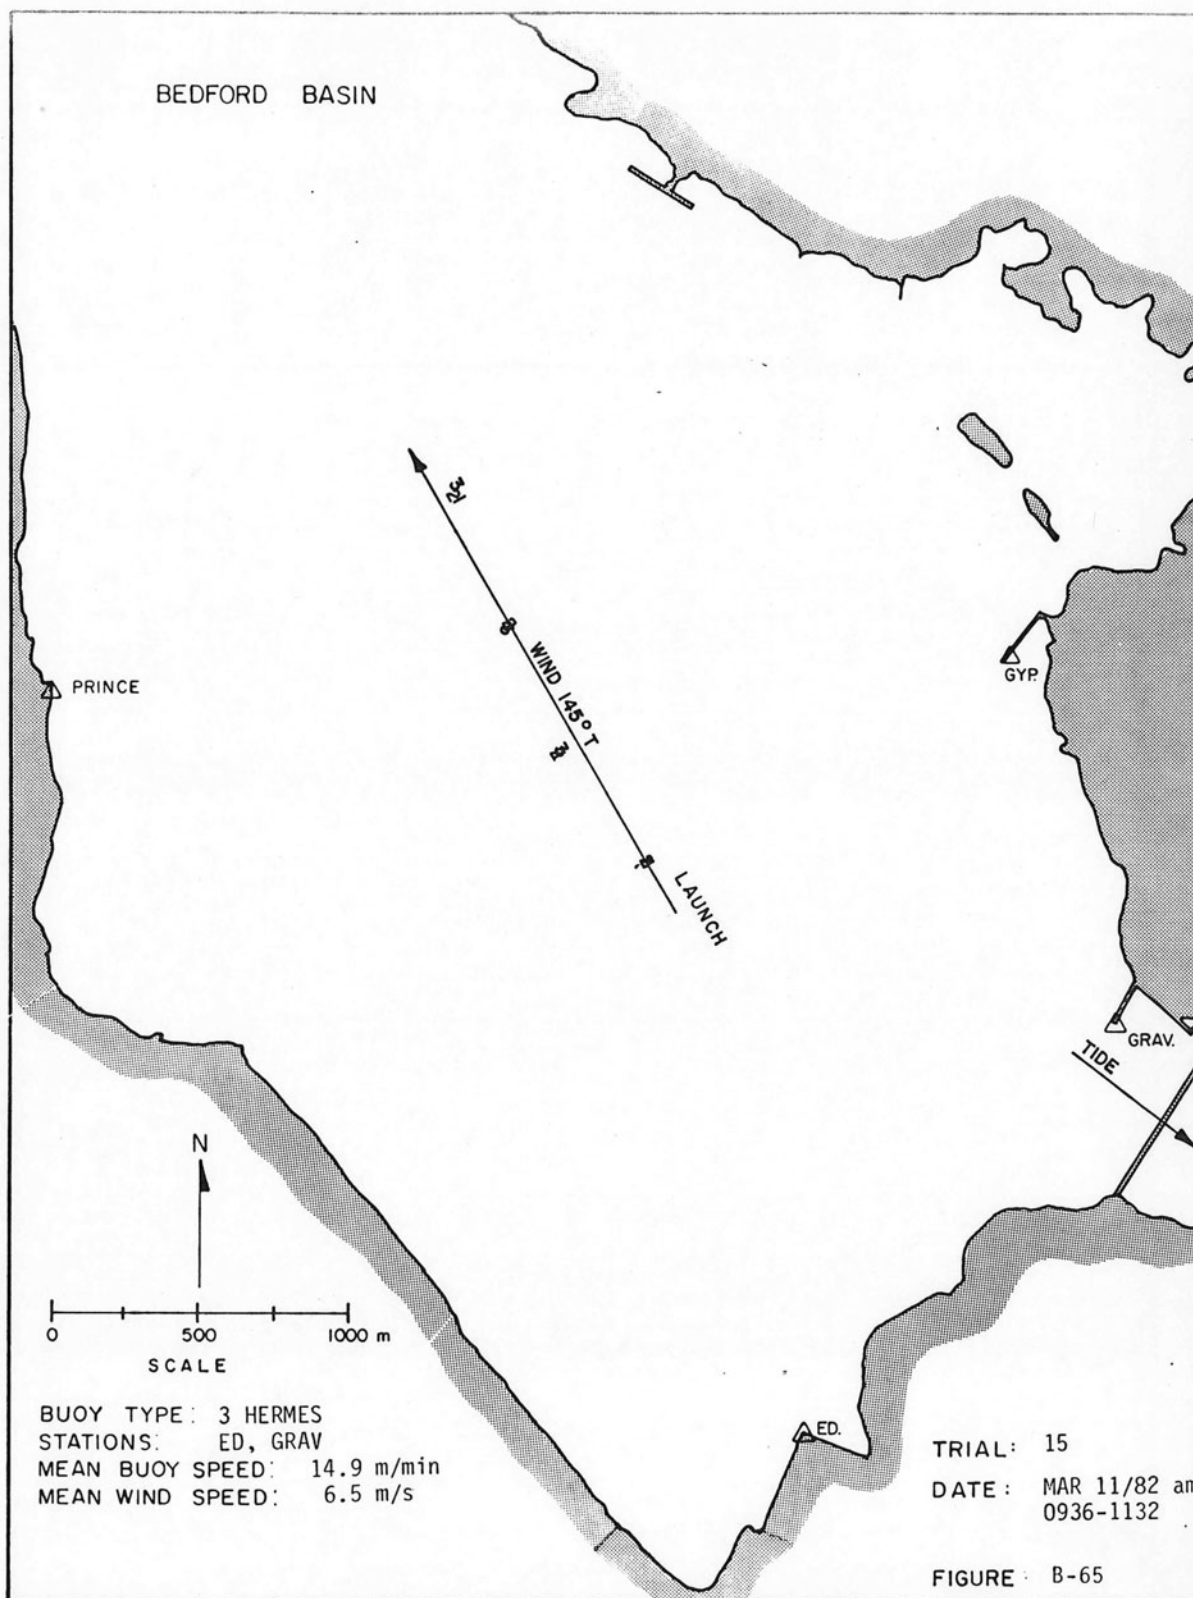 BEDFORD BASIN
WIND 145° T
PRINCE
GYP.
LAUNCH
GRAV.
TIDE
N
0 500 1000 m
SCALE
BUOY TYPE: 3 HERMES
STATIONS: ED, GRAV
MEAN BUOY SPEED: 14.9 m/min
MEAN WIND SPEED: 6.5 m/s
ED.
TRIAL: 15
DATE: MAR 11/82 am
0936-1132
FIGURE B-65